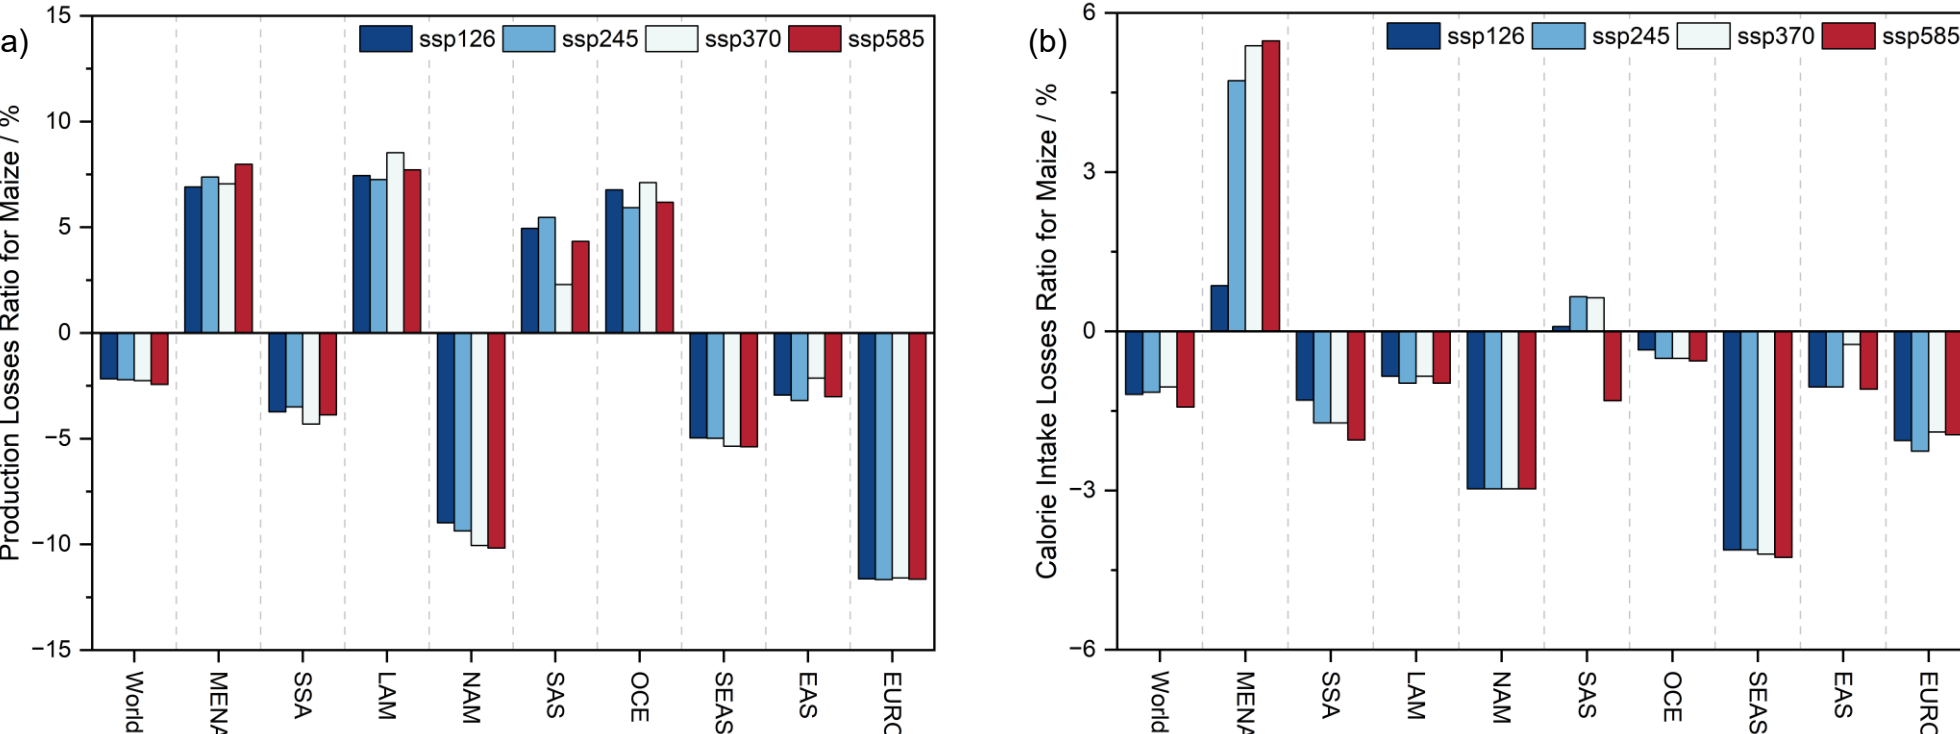 a)
ssp126 ssp245 ssp370 ssp585
Production Losses Ratio for Maize / %
15
10
5
0
−5
−10
−15
World MENA SSA LAM NAM SAS OCE SEAS EAS EURO
(b)
ssp126 ssp245 ssp370 ssp585
Calorie Intake Losses Ratio for Maize / %
6
3
0
−3
−6
World MENA SSA LAM NAM SAS OCE SEAS EAS EURO